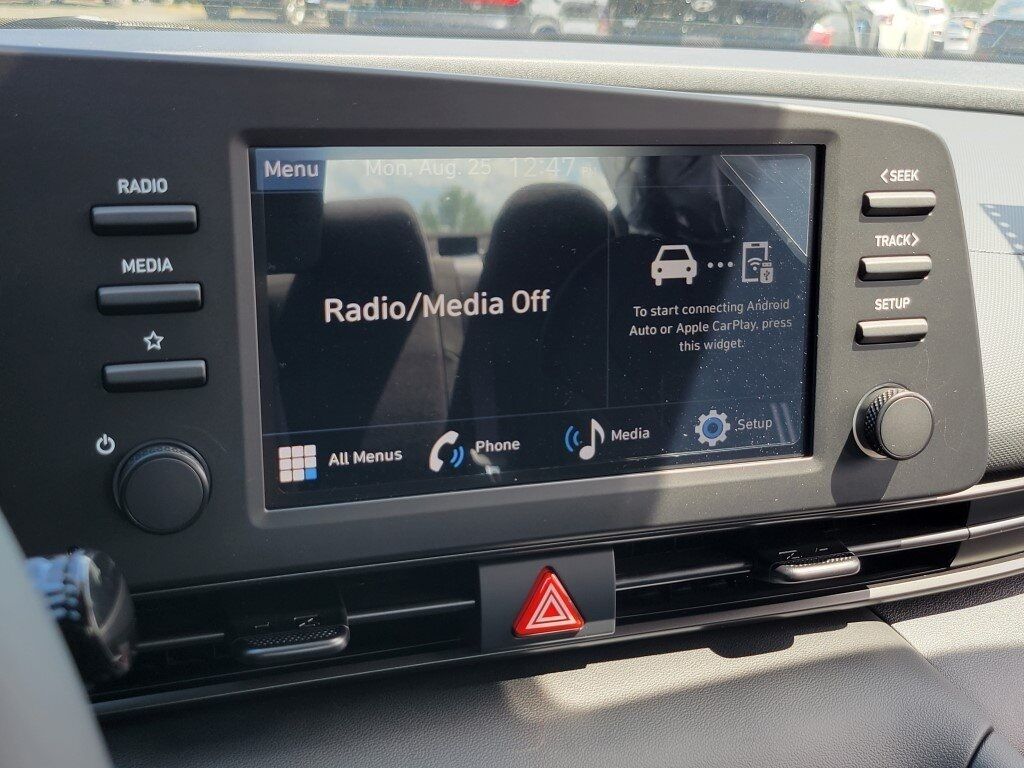 RADIO
MEDIA
Menu
Mon, Aug. 25 12:47 PM
Radio/Media Off
To start connecting Android
Auto or Apple CarPlay, press
this widget.
All Menus
Phone
Media
Setup
<SEEK
TRACK>
SETUP